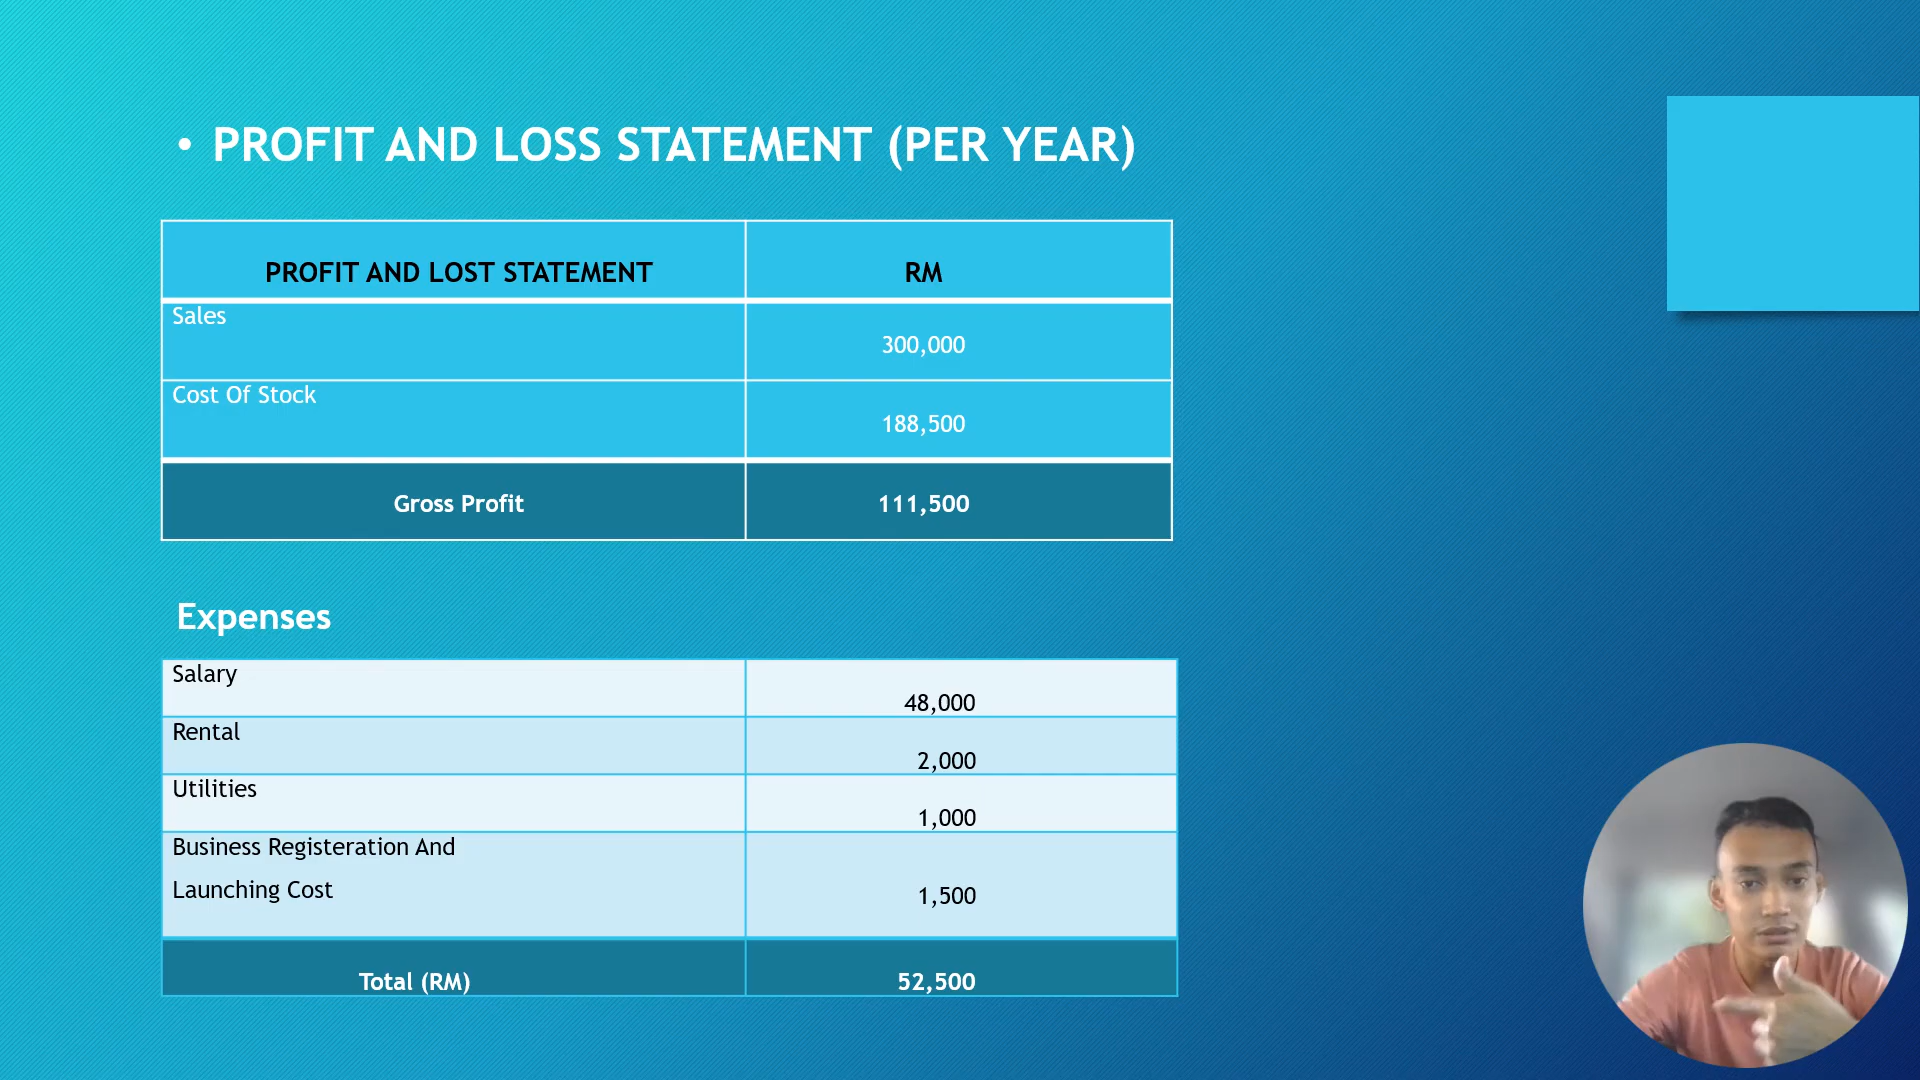 • PROFIT AND LOSS STATEMENT (PER YEAR)
PROFIT AND LOST STATEMENT RM
Sales
300,000
Cost Of Stock
188,500
Gross Profit 111,500
Expenses
Salary
48,000
Rental
2,000
Utilities
1,000
Business Registeration And
Launching Cost
1,500
Total (RM) 52,500